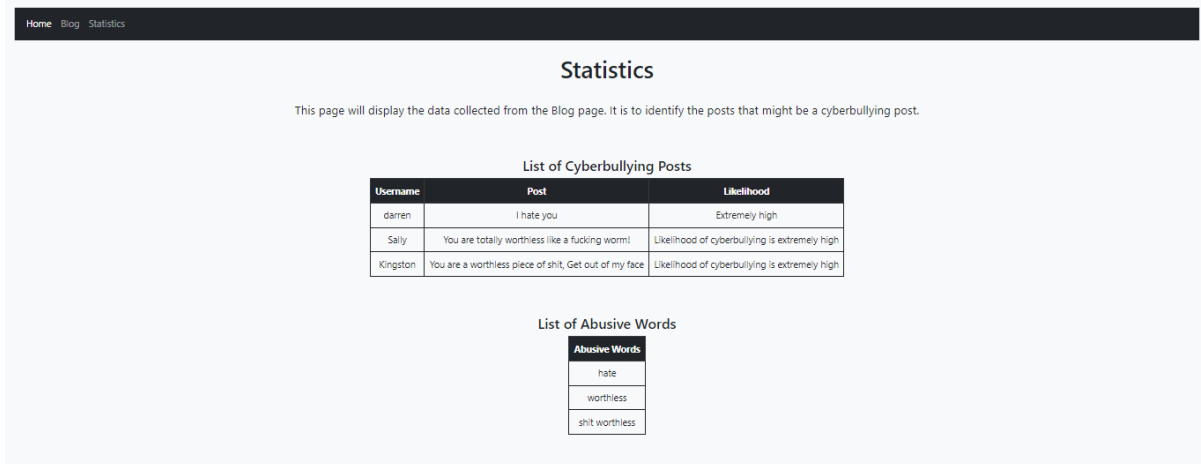 Home Blog Statistics
Statistics
This page will display the data collected from the Blog page. It is to identify the posts that might be a cyberbullying post.
List of Cyberbullying Posts
Username Post Likelihood
darren I hate you Extremely high
Sally You are totally worthless like a fucking worm! Likelihood of cyberbullying is extremely high
Kingston You are a worthless piece of shit, Get out of my face Likelihood of cyberbullying is extremely high
List of Abusive Words
Abusive Words
hate
worthless
shit worthless